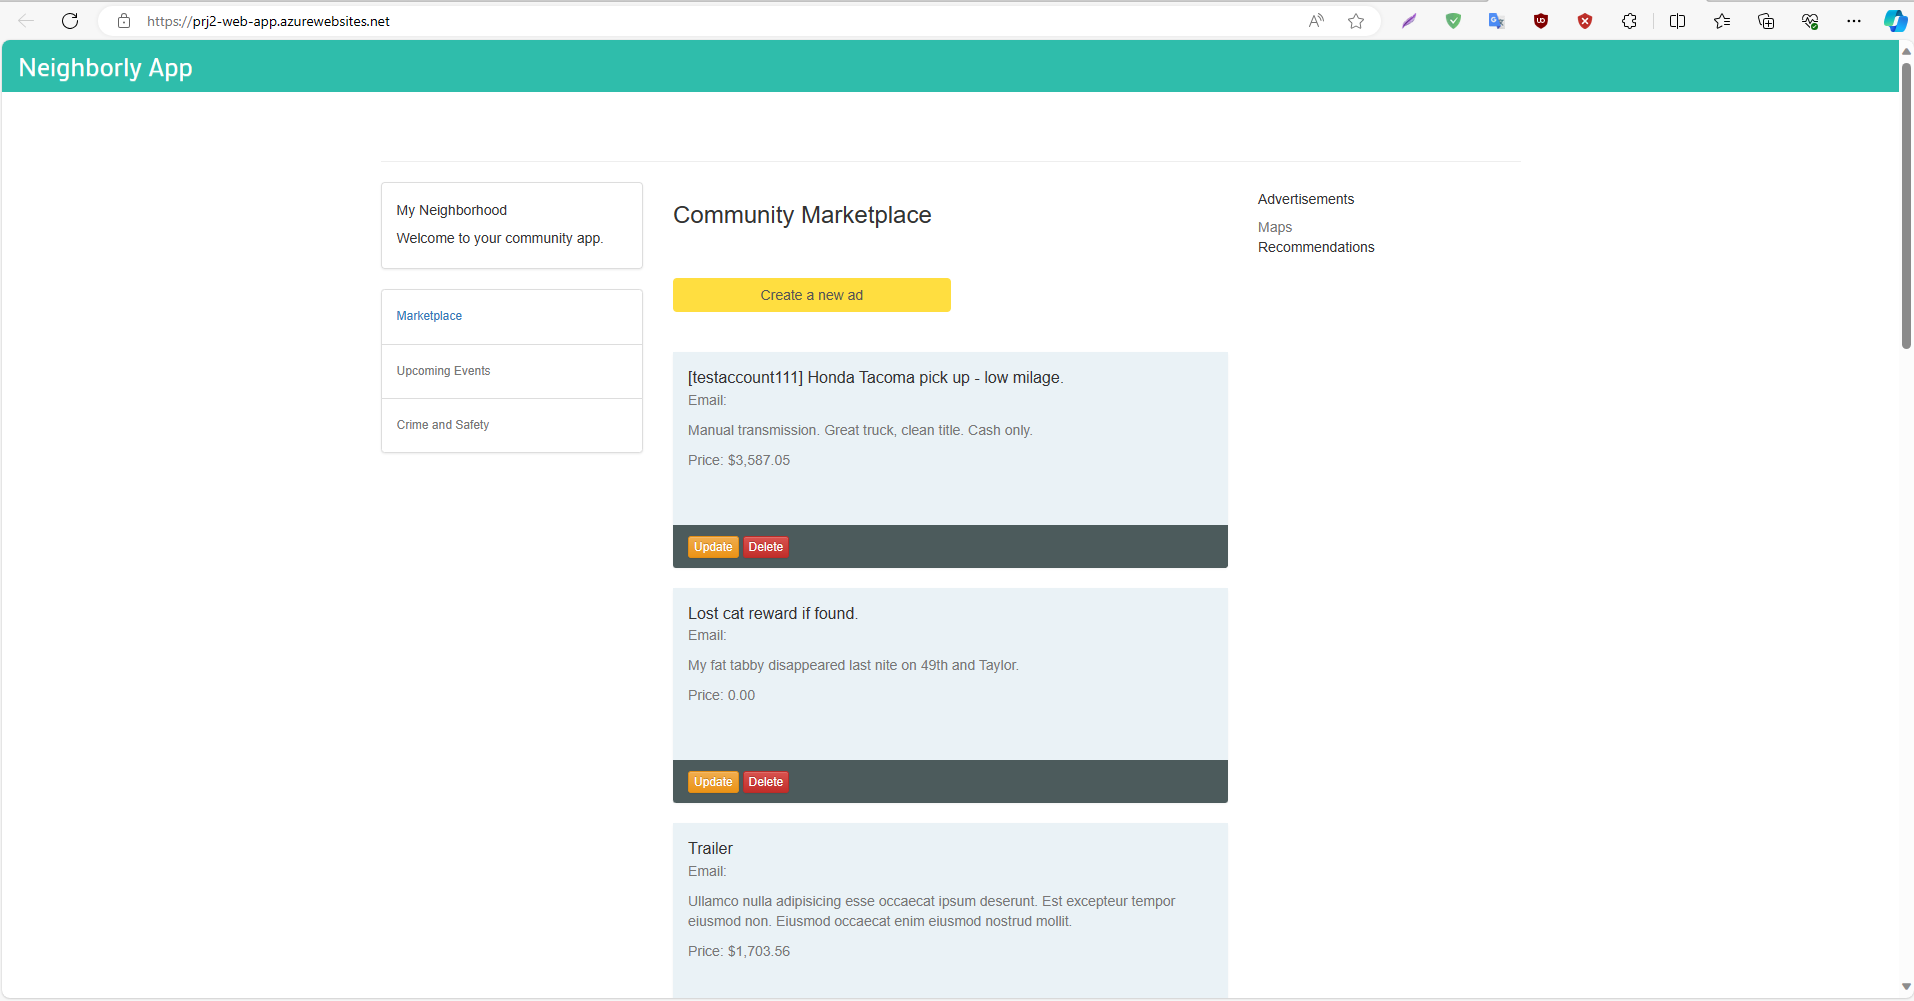 https://prj2-web-app.azurewebsites.net
Neighborly App
My Neighborhood
Welcome to your community app.
Marketplace
Upcoming Events
Crime and Safety
Community Marketplace
Create a new ad
[testaccount111] Honda Tacoma pick up - low milage.
Email:
Manual transmission. Great truck, clean title. Cash only.
Price: $3,587.05
Update Delete
Lost cat reward if found.
Email:
My fat tabby disappeared last nite on 49th and Taylor.
Price: 0.00
Update Delete
Trailer
Email:
Ullamco nulla adipisicing esse occaecat ipsum deserunt. Est excepteur tempor
eiusmod non. Eiusmod occaecat enim eiusmod nostrud mollit.
Price: $1,703.56
Advertisements
Maps
Recommendations